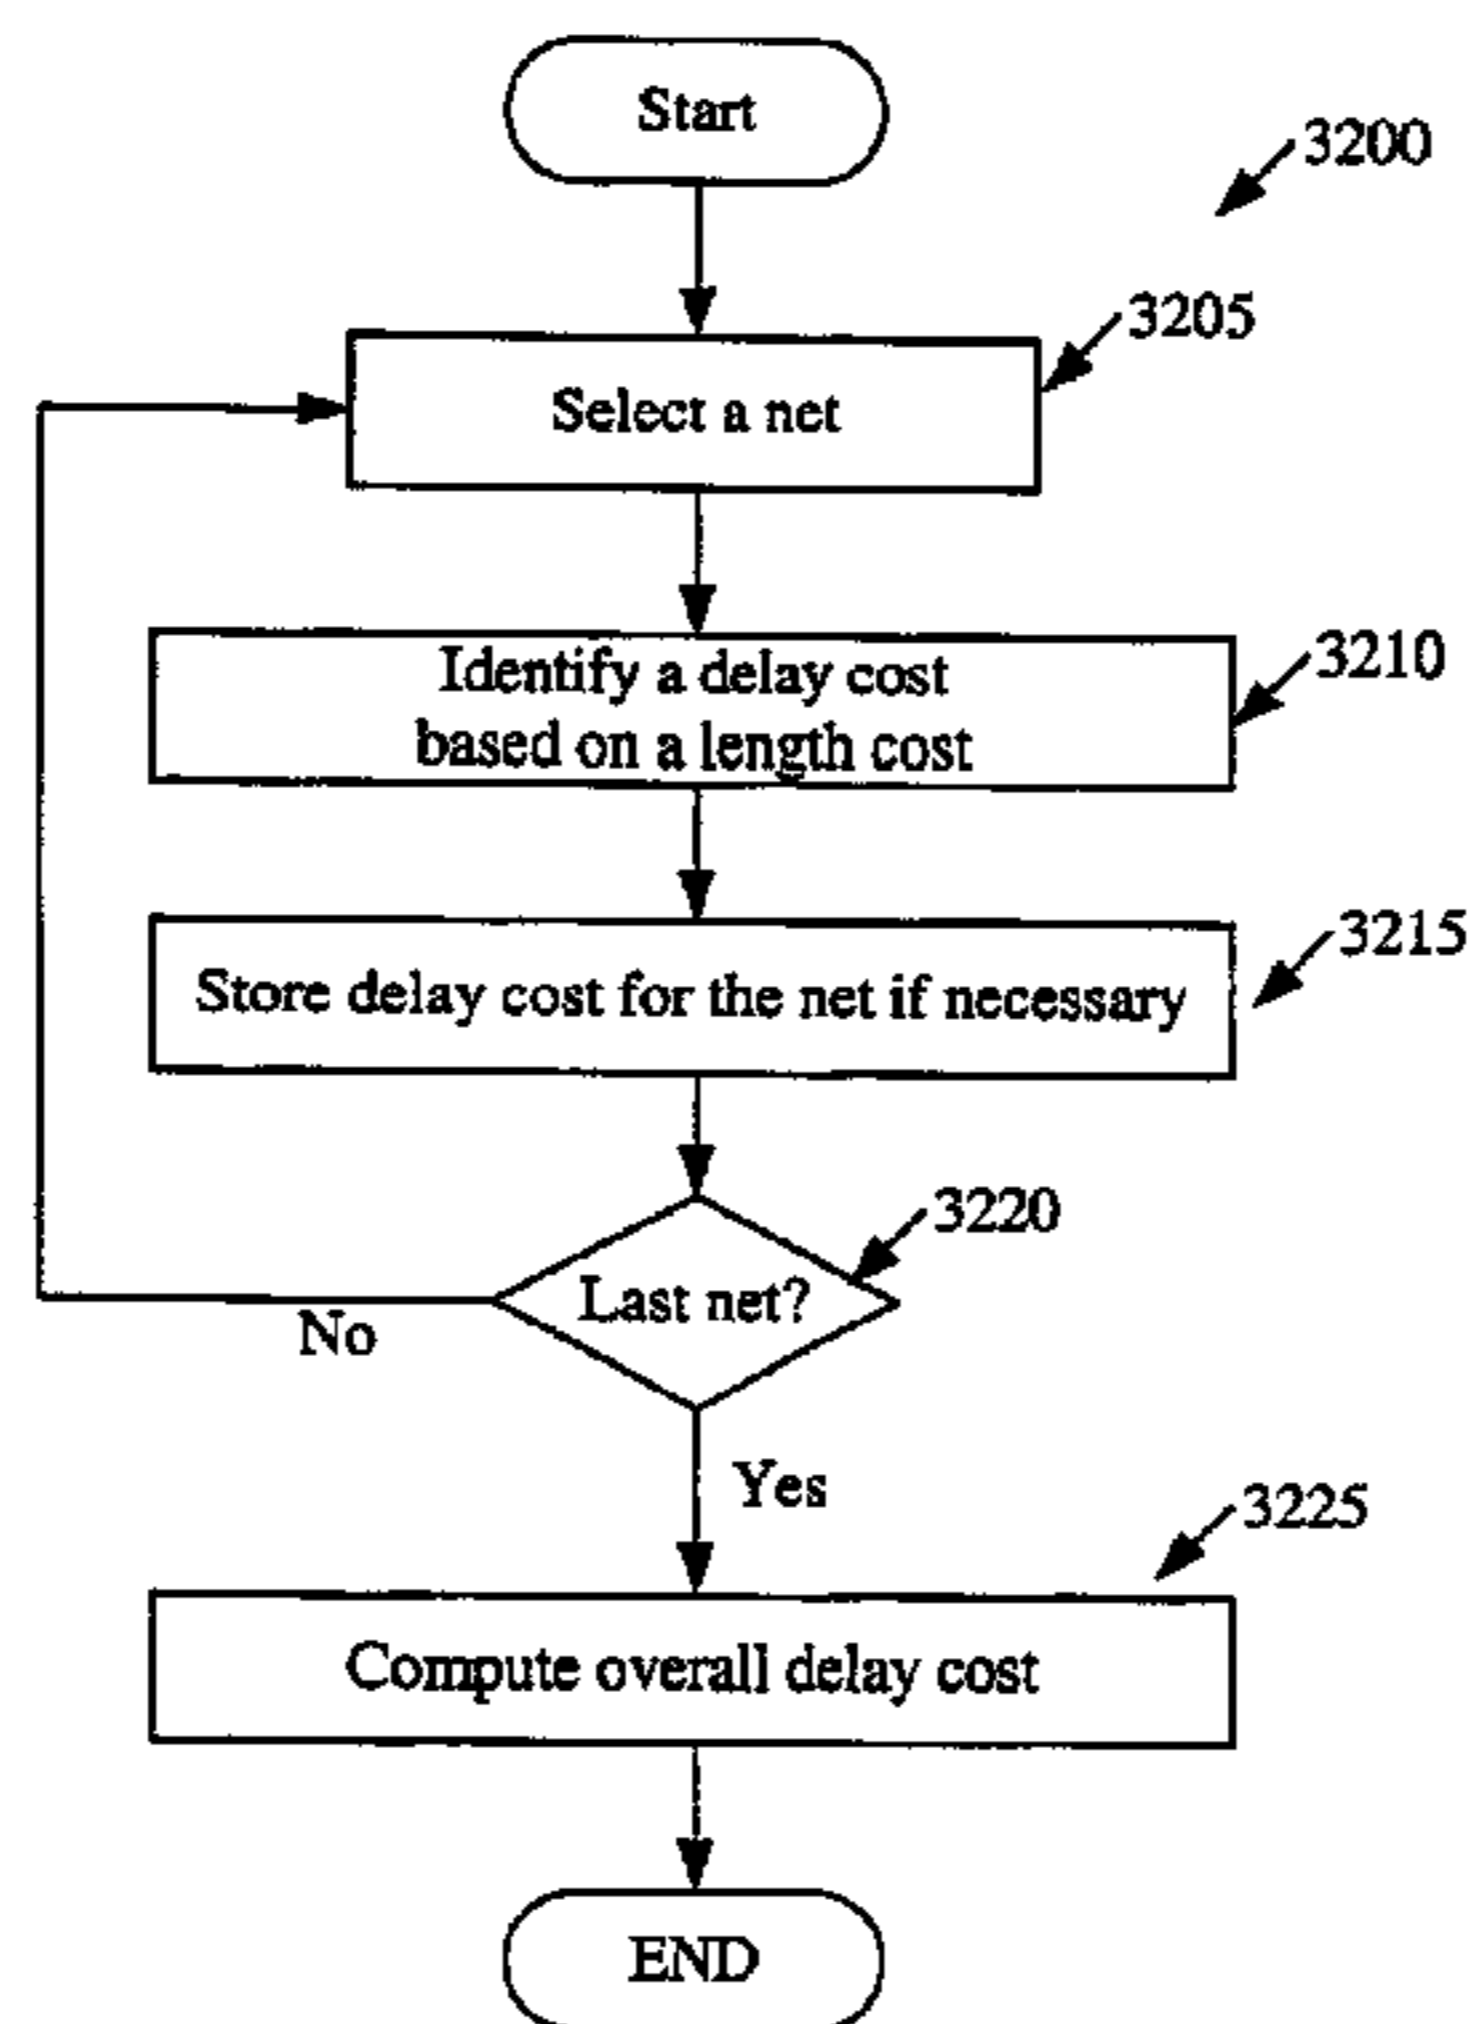 Start
3200
3205
Select a net
3210
Identify a delay cost
based on a length cost
3215
Store delay cost for the net if necessary
3220
Last net?
No
Yes
3225
Compute overall delay cost
END